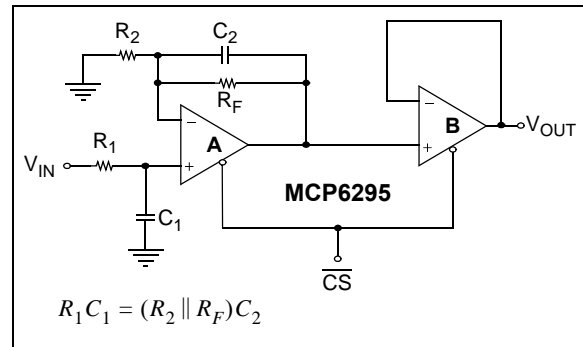 R2
C2
RF
−
A
+
−
B
+
VOUT
VIN
R1
C1
MCP6295
CS
R1C1 = (R2 || RF)C2